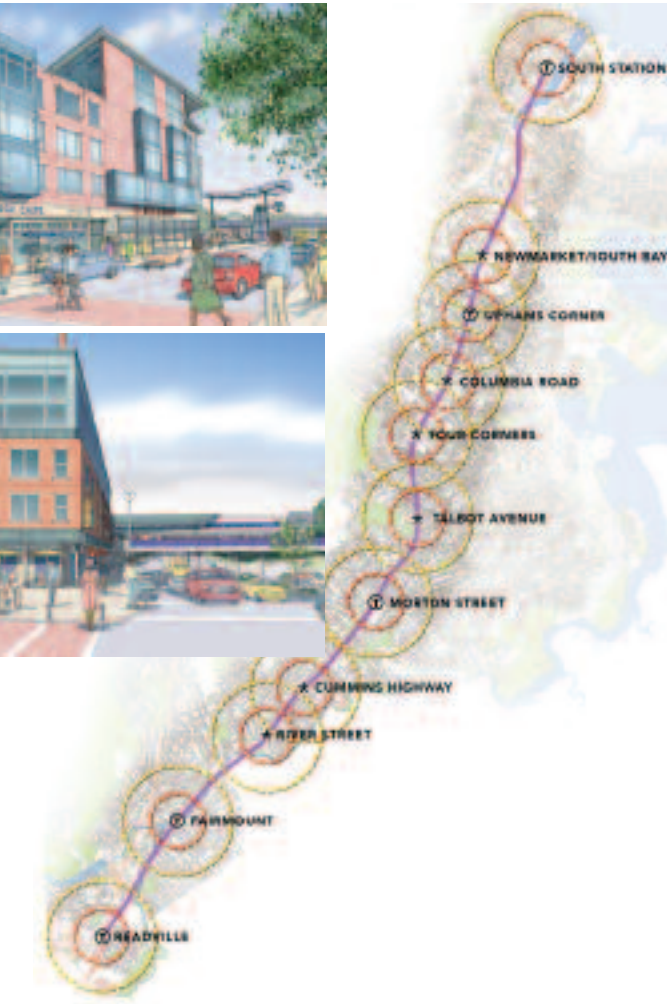 CAFE
T SOUTH STATION
NEWMARKET/SOUTH BAY
T UPHAMS CORNER
COLUMBIA ROAD
FOUR CORNERS
TALBOT AVENUE
T MORTON STREET
CUMMINS HIGHWAY
RIVER STREET
T FAIRMOUNT
T READVILLE